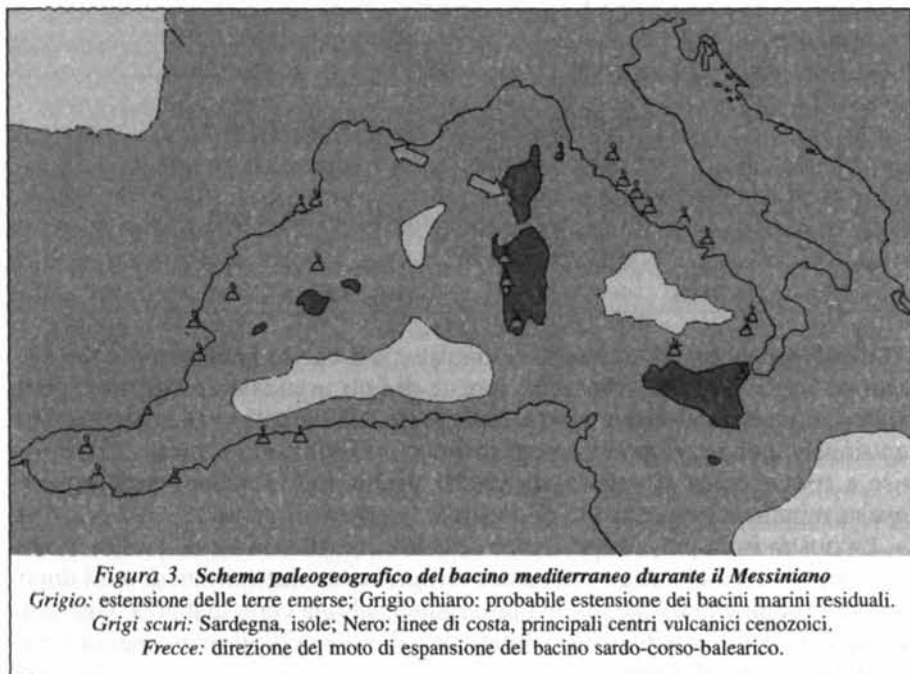 Figura 3. Schema paleogeografico del bacino mediterraneo durante il Messiniano
Grigio: estensione delle terre emerse; Grigio chiaro: probabile estensione dei bacini marini residuali.
Grigi scuri: Sardegna, isole; Nero: linee di costa, principali centri vulcanici cenozoici.
Frecce: direzione del moto di espansione del bacino sardo-corso-balearico.